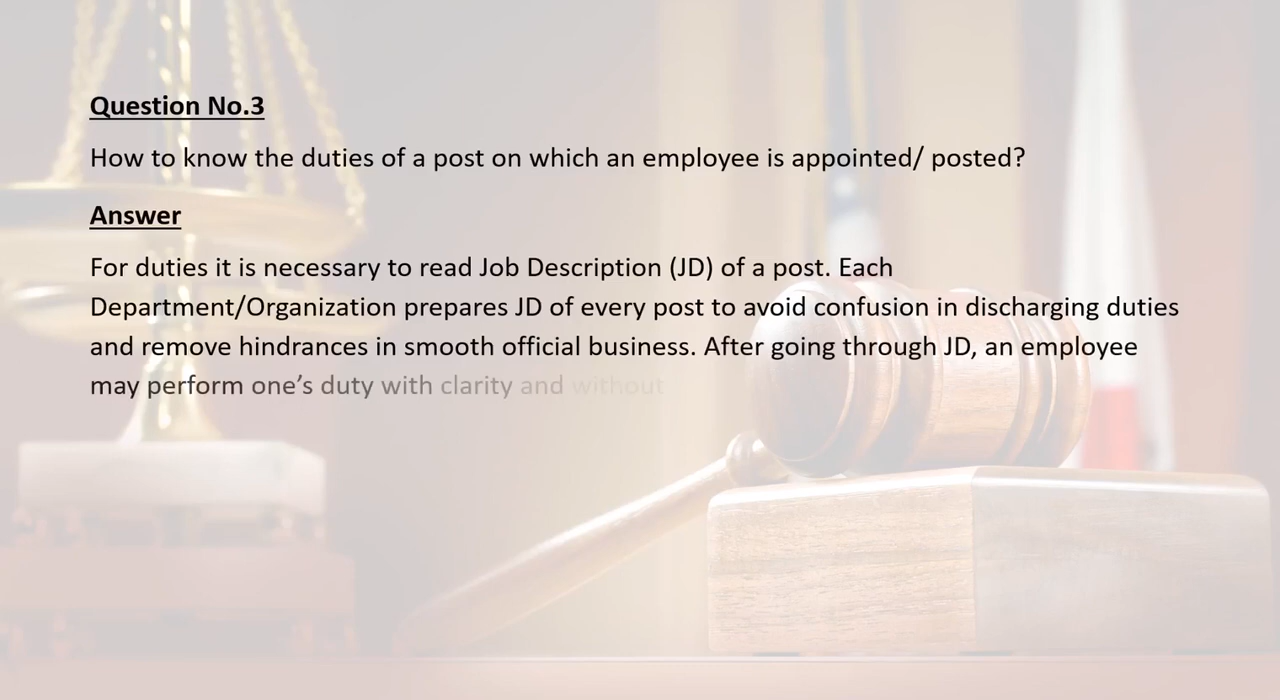 Question No.3
How to know the duties of a post on which an employee is appointed/ posted?
Answer
For duties it is necessary to read Job Description (JD) of a post. Each
Department/Organization prepares JD of every post to avoid confusion in discharging duties
and remove hindrances in smooth official business. After going through JD, an employee
may perform one’s duty with clarity and without